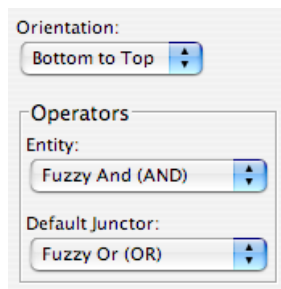 Orientation:
Bottom to Top
Operators
Entity:
Fuzzy And (AND)
Default Junctor:
Fuzzy Or (OR)